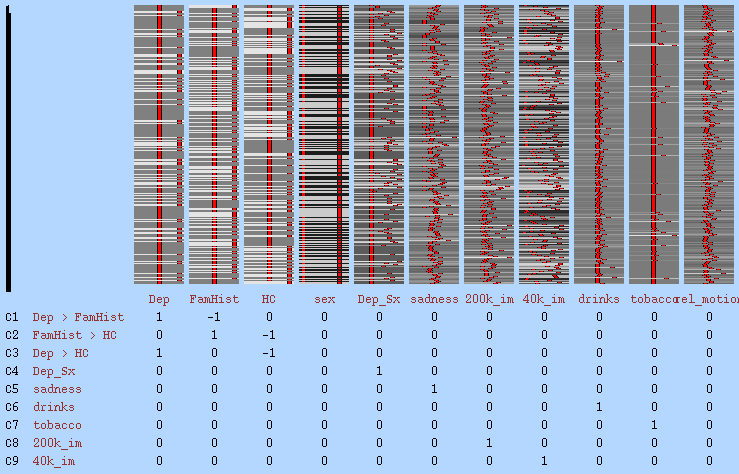 Dep FamHist HC sex Dep_Sx sadness 200k_im 40k_im drinks tobacco rel_motion
C1 Dep > FamHist 1 -1 0 0 0 0 0 0 0 0 0
C2 FamHist > HC 0 1 -1 0 0 0 0 0 0 0 0
C3 Dep > HC 1 0 -1 0 0 0 0 0 0 0 0
C4 Dep_Sx 0 0 0 0 1 0 0 0 0 0 0
C5 sadness 0 0 0 0 0 1 0 0 0 0 0
C6 drinks 0 0 0 0 0 0 0 0 1 0 0
C7 tobacco 0 0 0 0 0 0 0 0 0 1 0
C8 200k_im 0 0 0 0 0 0 1 0 0 0 0
C9 40k_im 0 0 0 0 0 0 0 1 0 0 0